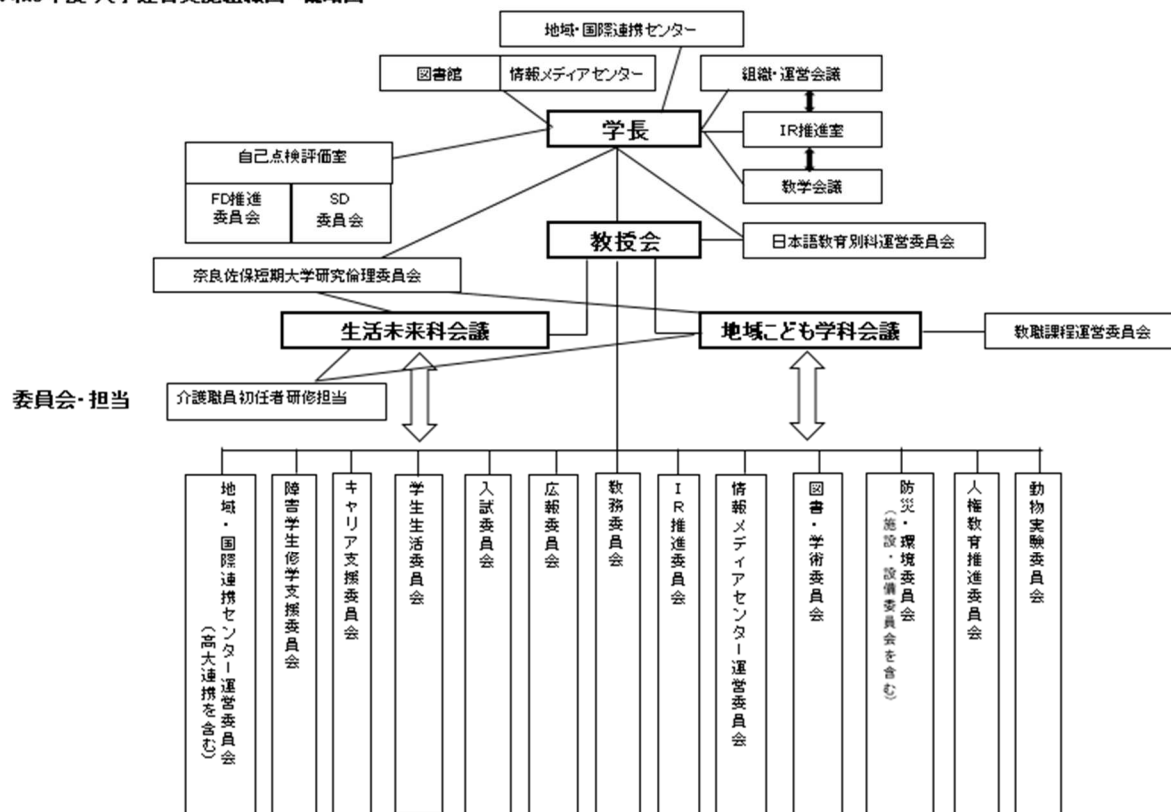 地域・国際連携センター
図書館
情報メディアセンター
組織・運営会議
学長
IR推進室
自己点検評価室
教学会議
FD推進
委員会
SD
委員会
教授会
日本語教育別科運営委員会
奈良佐保短期大学研究倫理委員会
生活未来科会議
地域こども学科会議
教職課程運営委員会
委員会・担当
介護職員初任者研修担当
地域・国際連携センター運営委員会
(高大連携を含む)
障害学生修学支援委員会
キャリア支援委員会
学生生活委員会
入試委員会
広報委員会
教務委員会
IR推進委員会
情報メディアセンター運営委員会
図書・学術委員会
防災・環境委員会
(施設・設備委員会を含む)
人権教育推進委員会
動物実験委員会